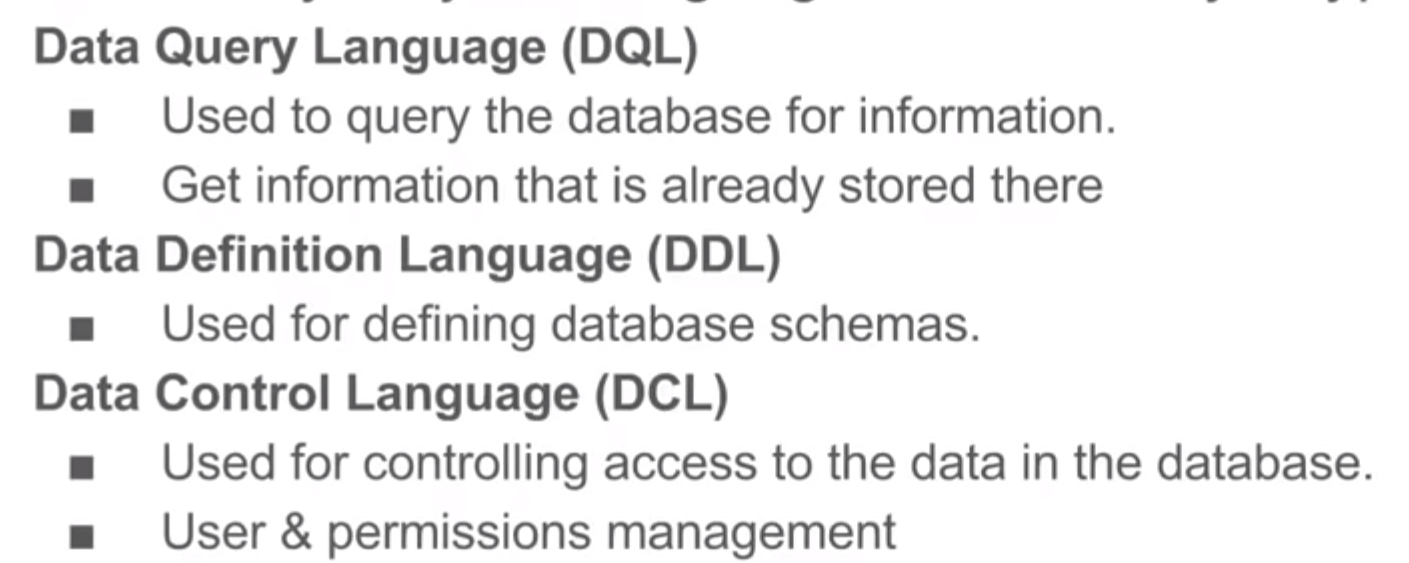 Data Query Language (DQL)
■ Used to query the database for information.
■ Get information that is already stored there
Data Definition Language (DDL)
■ Used for defining database schemas.
Data Control Language (DCL)
■ Used for controlling access to the data in the database.
■ User & permissions management